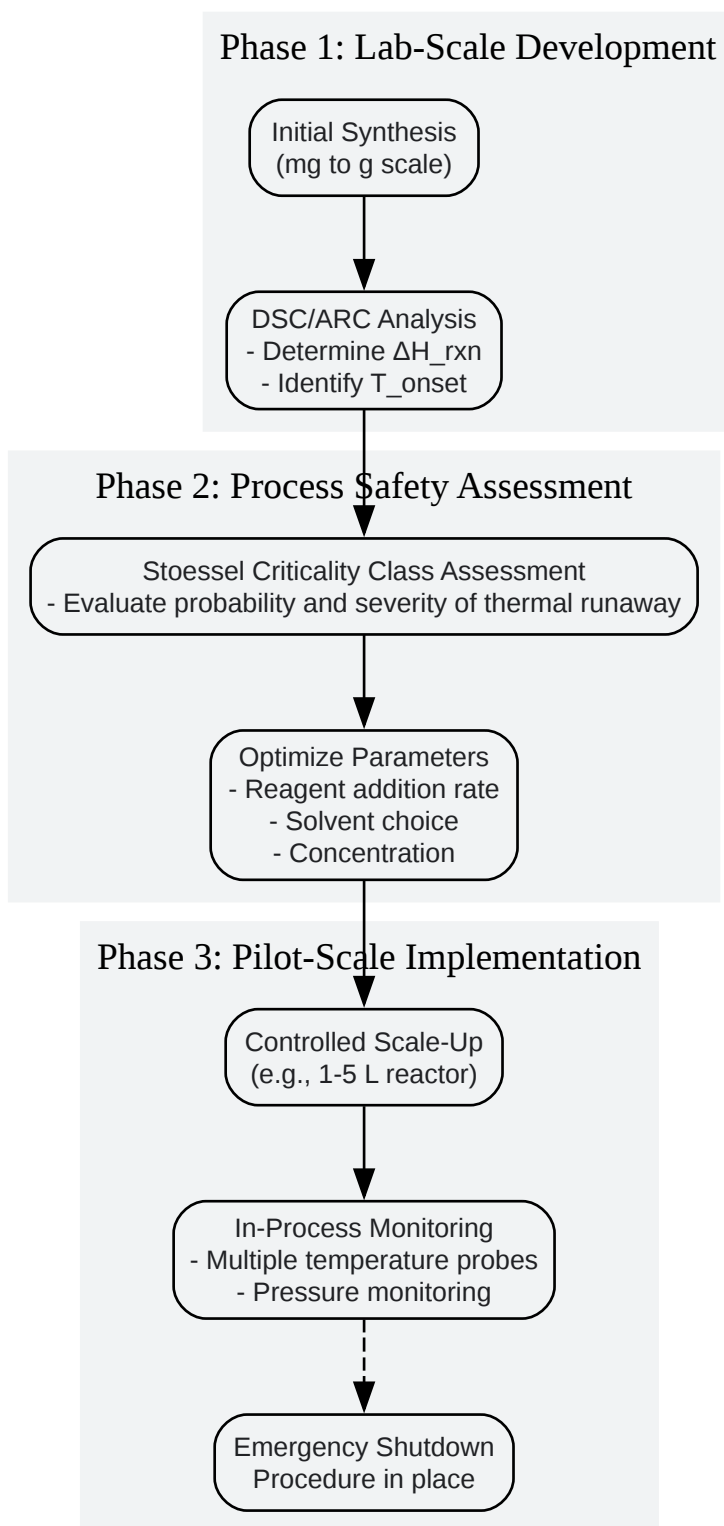 Phase 1: Lab-Scale Development
Initial Synthesis
(mg to g scale)
DSC/ARC Analysis
- Determine ΔH_rxn
- Identify T_onset
Phase 2: Process Safety Assessment
Stoessel Criticality Class Assessment
- Evaluate probability and severity of thermal runaway
Optimize Parameters
- Reagent addition rate
- Solvent choice
- Concentration
Phase 3: Pilot-Scale Implementation
Controlled Scale-Up
(e.g., 1-5 L reactor)
In-Process Monitoring
- Multiple temperature probes
- Pressure monitoring
Emergency Shutdown
Procedure in place